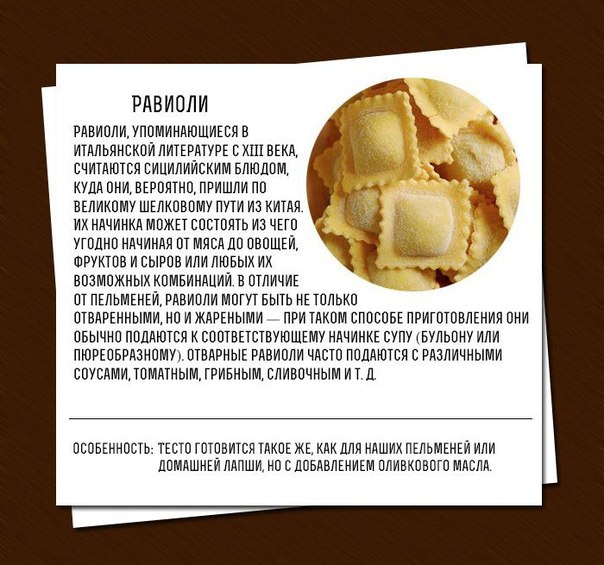 РАВИОЛИ
РАВИОЛИ, УПОМИНАЮЩИЕСЯ В
ИТАЛЬЯНСКОЙ ЛИТЕРАТУРЕ С XIII ВЕКА,
СЧИТАЮТСЯ СИЦИЛИЙСКИМ БЛЮДОМ,
КУДА ОНИ, ВЕРОЯТНО, ПРИШЛИ ПО
ВЕЛИКОМУ ШЕЛКОВОМУ ПУТИ ИЗ КИТАЯ.
ИХ НАЧИНКА МОЖЕТ СОСТОЯТЬ ИЗ ЧЕГО
УГОДНО НАЧИНАЯ ОТ МЯСА ДО ОВОЩЕЙ,
ФРУКТОВ И СЫРОВ ИЛИ ЛЮБЫХ ИХ
ВОЗМОЖНЫХ КОМБИНАЦИЙ. В ОТЛИЧИЕ
ОТ ПЕЛЬМЕНЕЙ, РАВИОЛИ МОГУТ БЫТЬ НЕ ТОЛЬКО
ОТВАРЕННЫМИ, НО И ЖАРЕНЫМИ — ПРИ ТАКОМ СПОСОБЕ ПРИГОТОВЛЕНИЯ ОНИ
ОБЫЧНО ПОДАЮТСЯ К СООТВЕТСТВУЮЩЕМУ НАЧИНКЕ СУПУ (БУЛЬОНУ ИЛИ
ПЮРЕОБРАЗНОМУ). ОТВАРНЫЕ РАВИОЛИ ЧАСТО ПОДАЮТСЯ С РАЗЛИЧНЫМИ
СОУСАМИ, ТОМАТНЫМ, ГРИБНЫМ, СЛИВОЧНЫМ И Т. Д.
ОСОБЕННОСТЬ: ТЕСТО ГОТОВИТСЯ ТАКОЕ ЖЕ, КАК ДЛЯ НАШИХ ПЕЛЬМЕНЕЙ ИЛИ
ДОМАШНЕЙ ЛАПШИ, НО С ДОБАВЛЕНИЕМ ОЛИВКОВОГО МАСЛА.